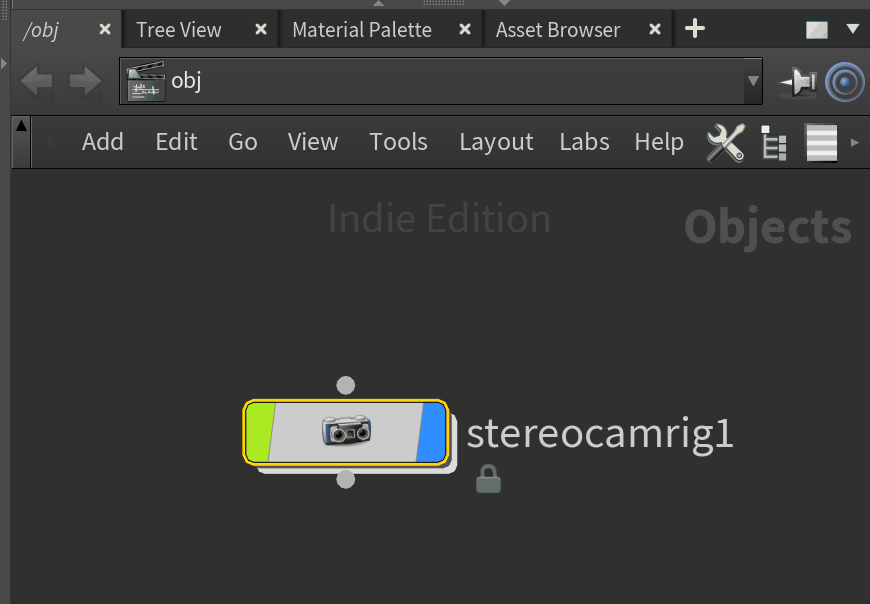 /obj Tree View Material Palette Asset Browser
obj
Add Edit Go View Tools Layout Labs Help
Indie Edition Objects
stereocamrig1